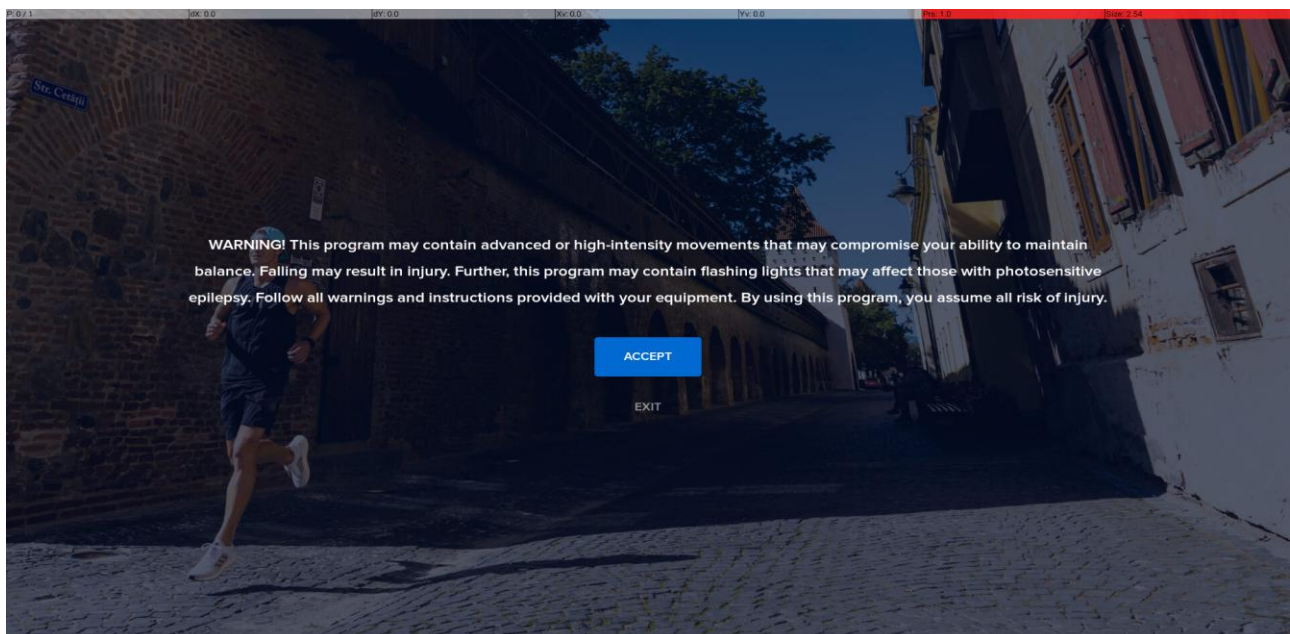 P: 0 / 1 dX: 0.0 dY: 0.0 Xv: 0.0 Yv: 0.0 Prs: 1.0 Size: 2.54
Str. Cetății
WARNING! This program may contain advanced or high-intensity movements that may compromise your ability to maintain
balance. Falling may result in injury. Further, this program may contain flashing lights that may affect those with photosensitive
epilepsy. Follow all warnings and instructions provided with your equipment. By using this program, you assume all risk of injury.
ACCEPT
EXIT